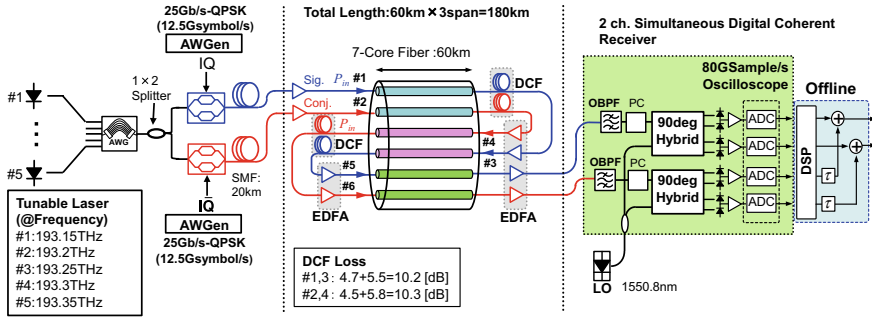 25Gb/s-QPSK
(12.5Gsymbol/s)
AWGen
IQ
1×2
Splitter
#1
#5
AWG
SMF:
20km
IQ
AWGen
25Gb/s-QPSK
(12.5Gsymbol/s)
Tunable Laser
(@Frequency)
#1:193.15THz
#2:193.2THz
#3:193.25THz
#4:193.3THz
#5:193.35THz
Total Length:60km×3span=180km
7-Core Fiber :60km
Sig. Pin #1
Conj. #2
Pin
DCF
DCF
#4
#3
#5
#6
EDFA
EDFA
DCF Loss
#1,3 : 4.7+5.5=10.2 [dB]
#2,4 : 4.5+5.8=10.3 [dB]
2 ch. Simultaneous Digital Coherent
Receiver
80GSample/s
Oscilloscope
Offline
OBPF
PC
90deg
Hybrid
ADC
ADC
OBPF
PC
90deg
Hybrid
ADC
ADC
DSP
τ
τ
LO
1550.8nm